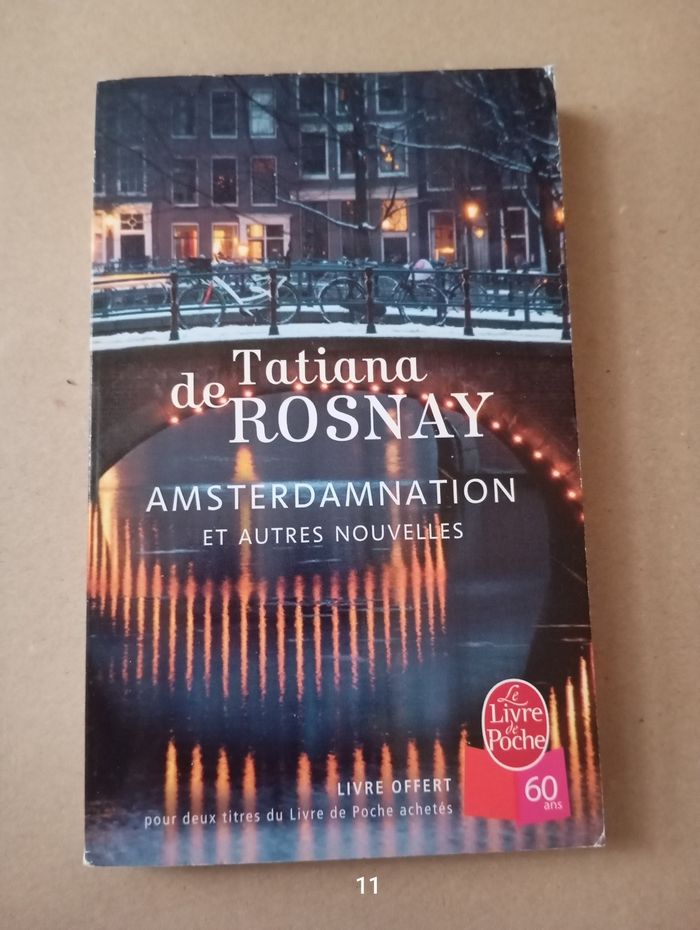 Tatiana
de ROSNAY
AMSTERDAMNATION
ET AUTRES NOUVELLES
Le
Livre
de
Poche
LIVRE OFFERT
pour deux titres du Livre de Poche achetés
60
ans
11